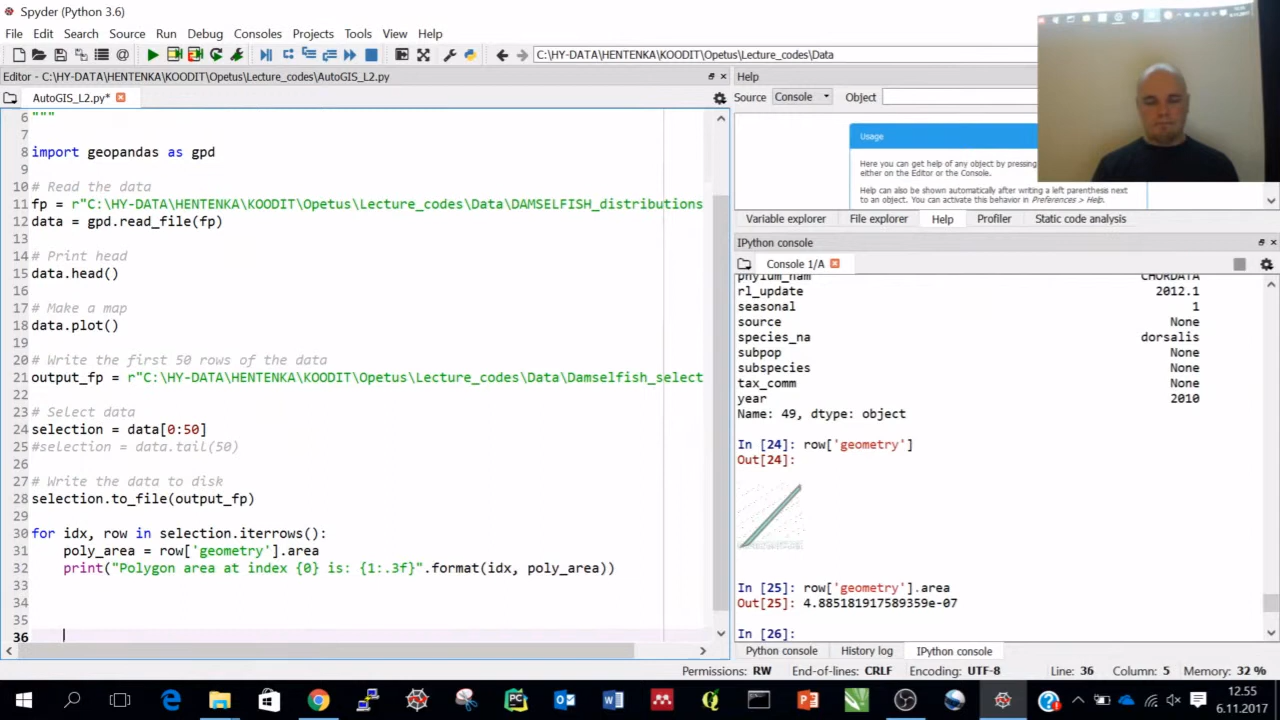 Spyder (Python 3.6)
File Edit Search Source Run Debug Consoles Projects Tools View Help
C:\HY-DATA\HENTENKA\KOODIT\Opetus\Lecture_codes\Data
Editor - C:\HY-DATA\HENTENKA\KOODIT\Opetus\Lecture_codes\AutoGIS_L2.py
AutoGIS_L2.py*
6 """
7
8 import geopandas as gpd
9
10 # Read the data
11 fp = r"C:\HY-DATA\HENTENKA\KOODIT\Opetus\Lecture_codes\Data\DAMSELFISH_distributions
12 data = gpd.read_file(fp)
13
14 # Print head
15 data.head()
16
17 # Make a map
18 data.plot()
19
20 # Write the first 50 rows of the data
21 output_fp = r"C:\HY-DATA\HENTENKA\KOODIT\Opetus\Lecture_codes\Data\Damselfish_select
22
23 # Select data
24 selection = data[0:50]
25 #selection = data.tail(50)
26
27 # Write the data to disk
28 selection.to_file(output_fp)
29
30 for idx, row in selection.iterrows():
31     poly_area = row['geometry'].area
32     print("Polygon area at index {0} is: {1:.3f}".format(idx, poly_area))
33
34
35
36
Help
Source Console Object
Usage
Here you can get help of any object by pressing
either on the Editor or the Console.
Help can also be shown automatically after writing a left parenthesis next
to an object. You can activate this behavior in Preferences > Help.
Variable explorer File explorer Help Profiler Static code analysis
IPython console
Console 1/A
phylum_nam CHORDATA
rl_update 2012.1
seasonal 1
source None
species_na dorsalis
subpop None
subspecies None
tax_comm None
year 2010
Name: 49, dtype: object
In [24]: row['geometry']
Out[24]:
In [25]: row['geometry'].area
Out[25]: 4.885181917589359e-07
In [26]:
Python console History log IPython console
Permissions: RW End-of-lines: CRLF Encoding: UTF-8 Line: 36 Column: 5 Memory: 32 %
12.55
6.11.2017